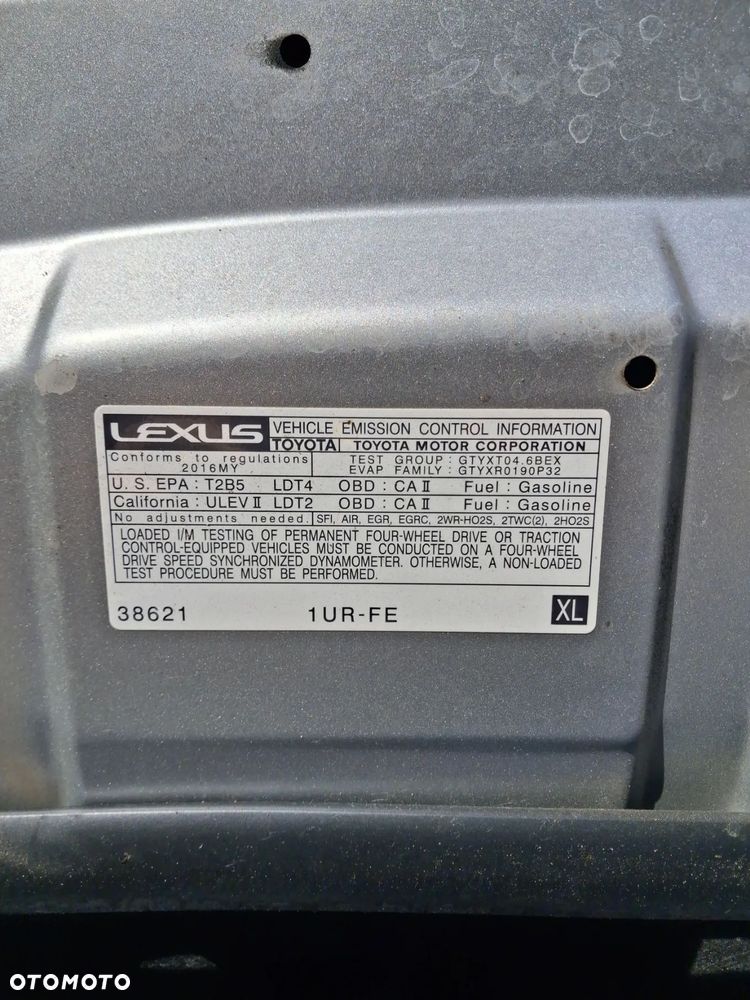 LEXUS VEHICLE EMISSION CONTROL INFORMATION
TOYOTA TOYOTA MOTOR CORPORATION
Conforms to regulations
2016MY
TEST GROUP: GTYXT04.6BEX
EVAP FAMILY: GTYXR0190P32
U.S. EPA: T2B5 LDT4 OBD: CA II Fuel: Gasoline
California: ULEV II LDT2 OBD: CA II Fuel: Gasoline
No adjustments needed. SFI, AIR, EGR, EGRC, 2WR-HO2S, 2TWC(2), 2HO2S
LOADED I/M TESTING OF PERMANENT FOUR-WHEEL DRIVE OR TRACTION
CONTROL-EQUIPPED VEHICLES MUST BE CONDUCTED ON A FOUR-WHEEL
DRIVE SPEED SYNCHRONIZED DYNAMOMETER. OTHERWISE, A NON-LOADED
TEST PROCEDURE MUST BE PERFORMED.
38621 1UR-FE XL
OTOMOTO